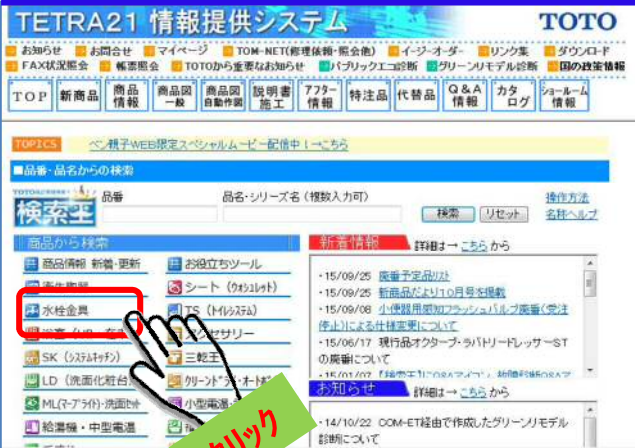 TETRA21 情報提供システム TOTO
お知らせ お問合せ マイページ TOM-NET(修理依頼・照会他) イージーオーダー リンク集 ダウンロード
FAX状況照会 帳票照会 TOTOから重要なお知らせ パブリックエコ診断 グリーンリモデル診断 国の政策情報
TOP 新商品 商品情報 商品図一般 商品図自動作図 説明書施工 アフター情報 特注品 代替品 Q&A情報 カタログ ショールーム情報
TOPICS ペン親子WEB限定スペシャルムービー配信中！→こちら
■品番・品名からの検索
検索王 品番 品名・シリーズ名（複数入力可） 検索 リセット 操作方法 名称ヘルプ
商品から検索
商品情報 新着・更新 お役立ちツール
シート（ウォシュレット）
水栓金具 TS（トイレシステム）
セサリー
SK（システムキッチン） 三乾王
LD（洗面化粧台
ML(マーブライト)・洗面セット 小型電温
給湯機・中型電温
クリック
新着情報 詳細は→こちら から
・15/09/25 廃番予定品リスト
・15/09/25 新商品だより10月号を掲載
・15/09/08 小便器用感知フラッシュバルブ廃番（受注
停止）による仕様変更について
・15/06/17 現行品オクターブ・ラバトリードレッサーST
の廃番について
お知らせ 詳細は→こちら から
・14/10/22 COM-ET経由で作成したグリーンリモデル
診断について